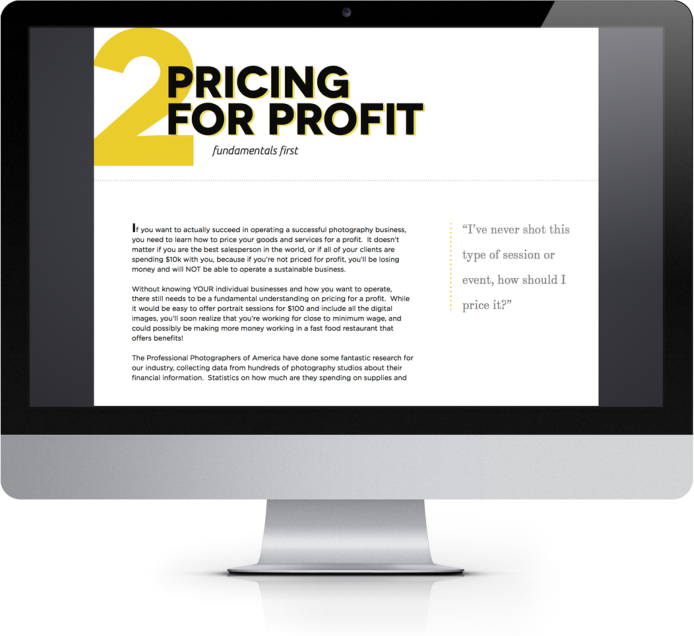 2
PRICING
FOR PROFIT
fundamentals first
If you want to actually succeed in operating a successful photography business,
you need to learn how to price your goods and services for a profit.  It doesn't
matter if you are the best salesperson in the world, or if all of your clients are
spending $10k with you, because if you're not priced for profit, you'll be losing
money and will NOT be able to operate a sustainable business.
Without knowing YOUR individual businesses and how you want to operate,
there still needs to be a fundamental understanding on pricing for a profit.  While
it would be easy to offer portrait sessions for $100 and include all the digital
images, you'll soon realize that you're working for close to minimum wage, and
could possibly be making more money working in a fast food restaurant that
offers benefits!
The Professional Photographers of America have done some fantastic research for
our industry, collecting data from hundreds of photography studios about their
financial information.  Statistics on how much are they spending on supplies and
“I've never shot this
type of session or
event, how should I
price it?”